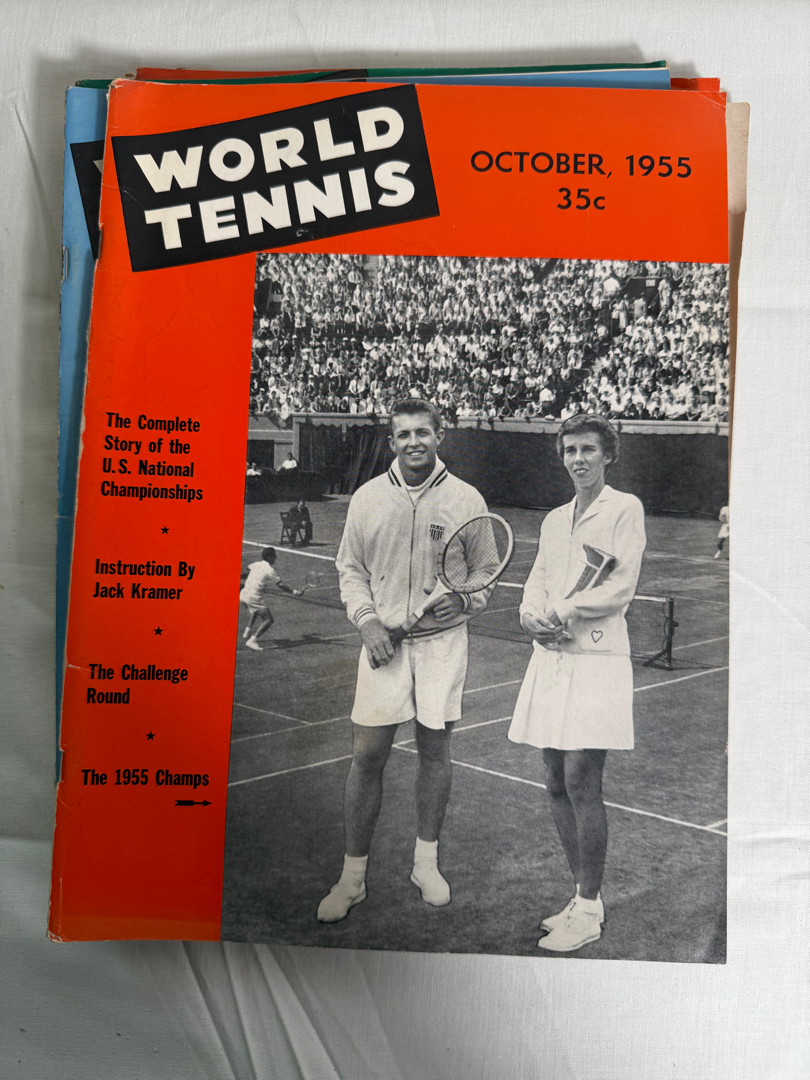 WORLD
TENNIS
OCTOBER, 1955
35c
The Complete
Story of the
U.S. National
Championships
Instruction By
Jack Kramer
The Challenge
Round
The 1955 Champs